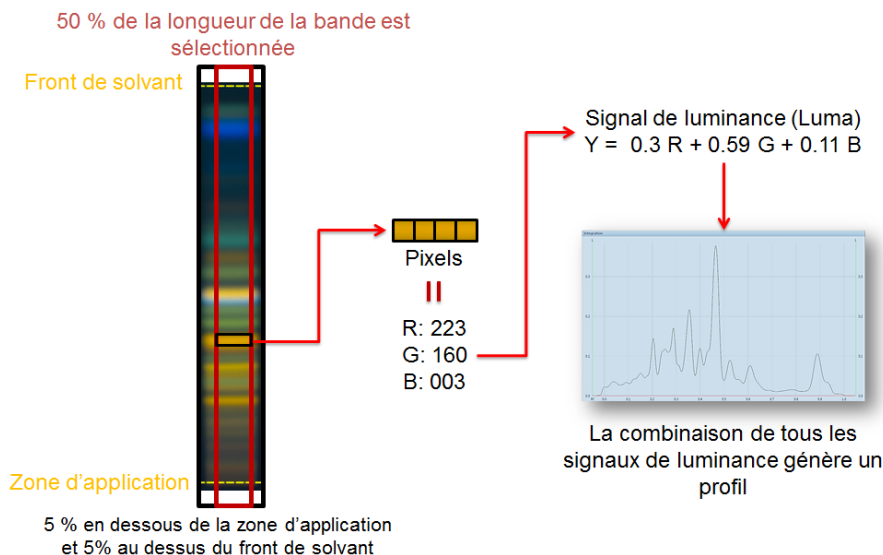 50 % de la longueur de la bande est
sélectionnée
Front de solvant
Signal de luminance (Luma)
Y = 0.3 R + 0.59 G + 0.11 B
Pixels
R: 223
G: 160
B: 003
La combinaison de tous les
signaux de luminance génère un
profil
Zone d'application
5 % en dessous de la zone d'application
et 5% au dessus du front de solvant